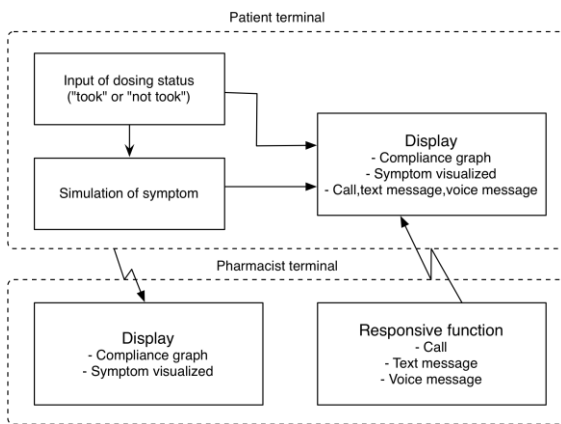 Patient terminal
Input of dosing status
("took" or "not took")
Simulation of symptom
Display
- Compliance graph
- Symptom visualized
- Call,text message,voice message
Pharmacist terminal
Display
- Compliance graph
- Symptom visualized
Responsive function
- Call
- Text message
- Voice message